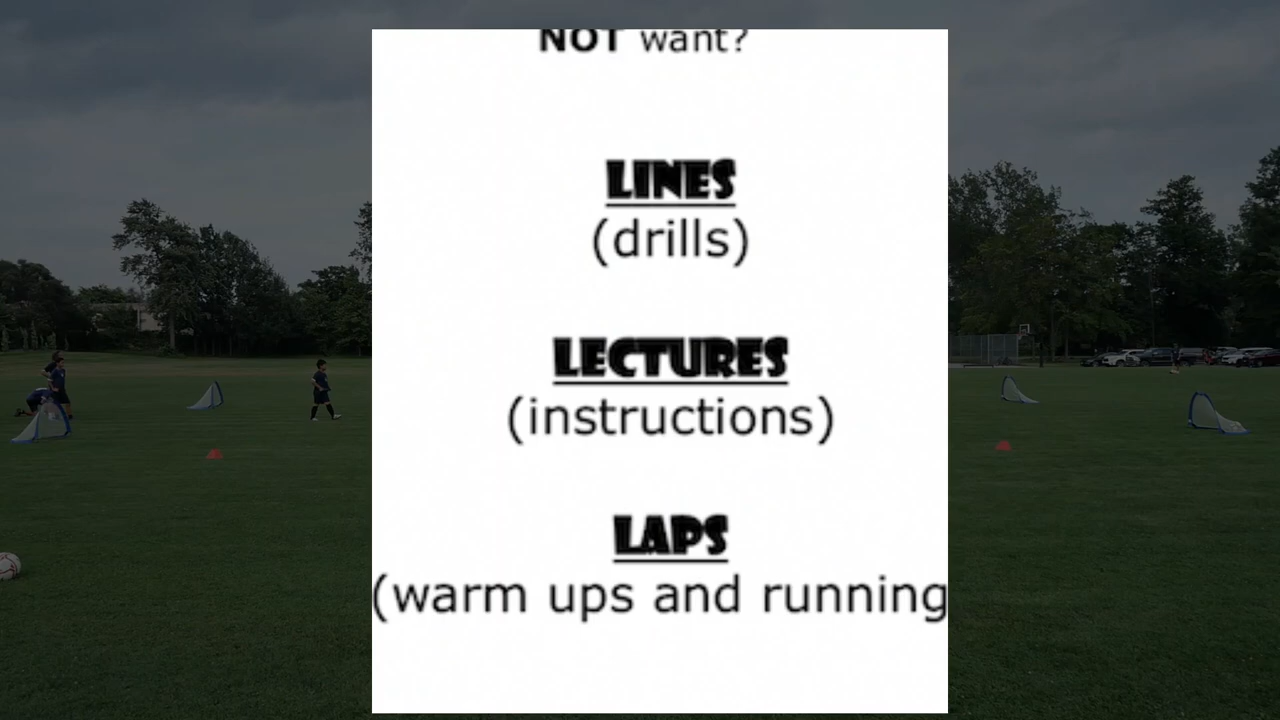 NOT want?
LINES
(drills)
LECTURES
(instructions)
LAPS
(warm ups and running